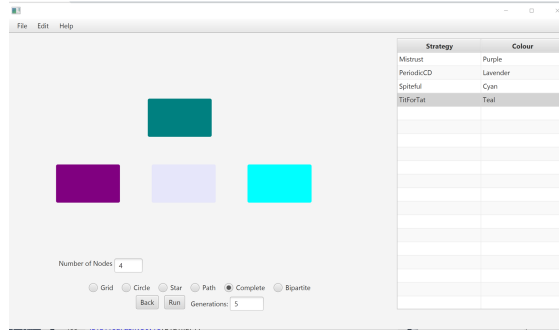 File Edit Help
Strategy Colour
Mistrust Purple
PeriodicCD Lavender
Spiteful Cyan
TitForTat Teal
Number of Nodes 4
Grid Circle Star Path Complete Bipartite
Back Run Generations: 5